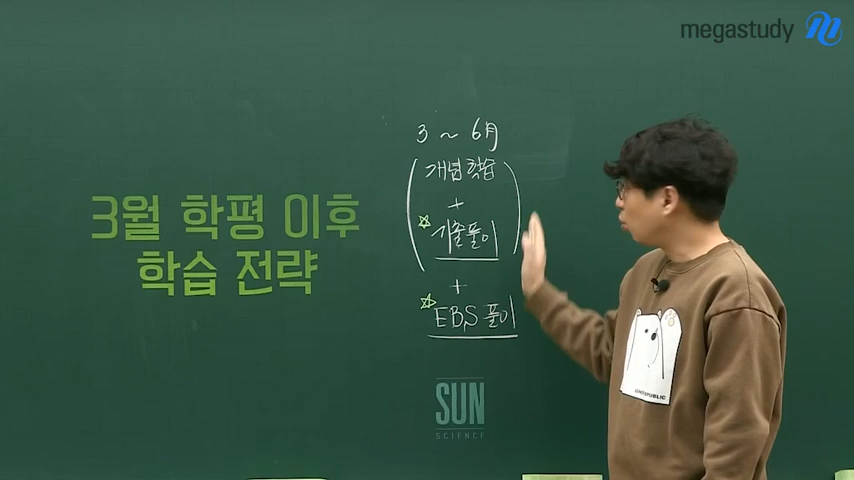 megastudy
3월 학평 이후
학습 전략
3 ~ 6月
개념학습
+
기출풀이
+
EBS 풀이
SUN
SCIENCE